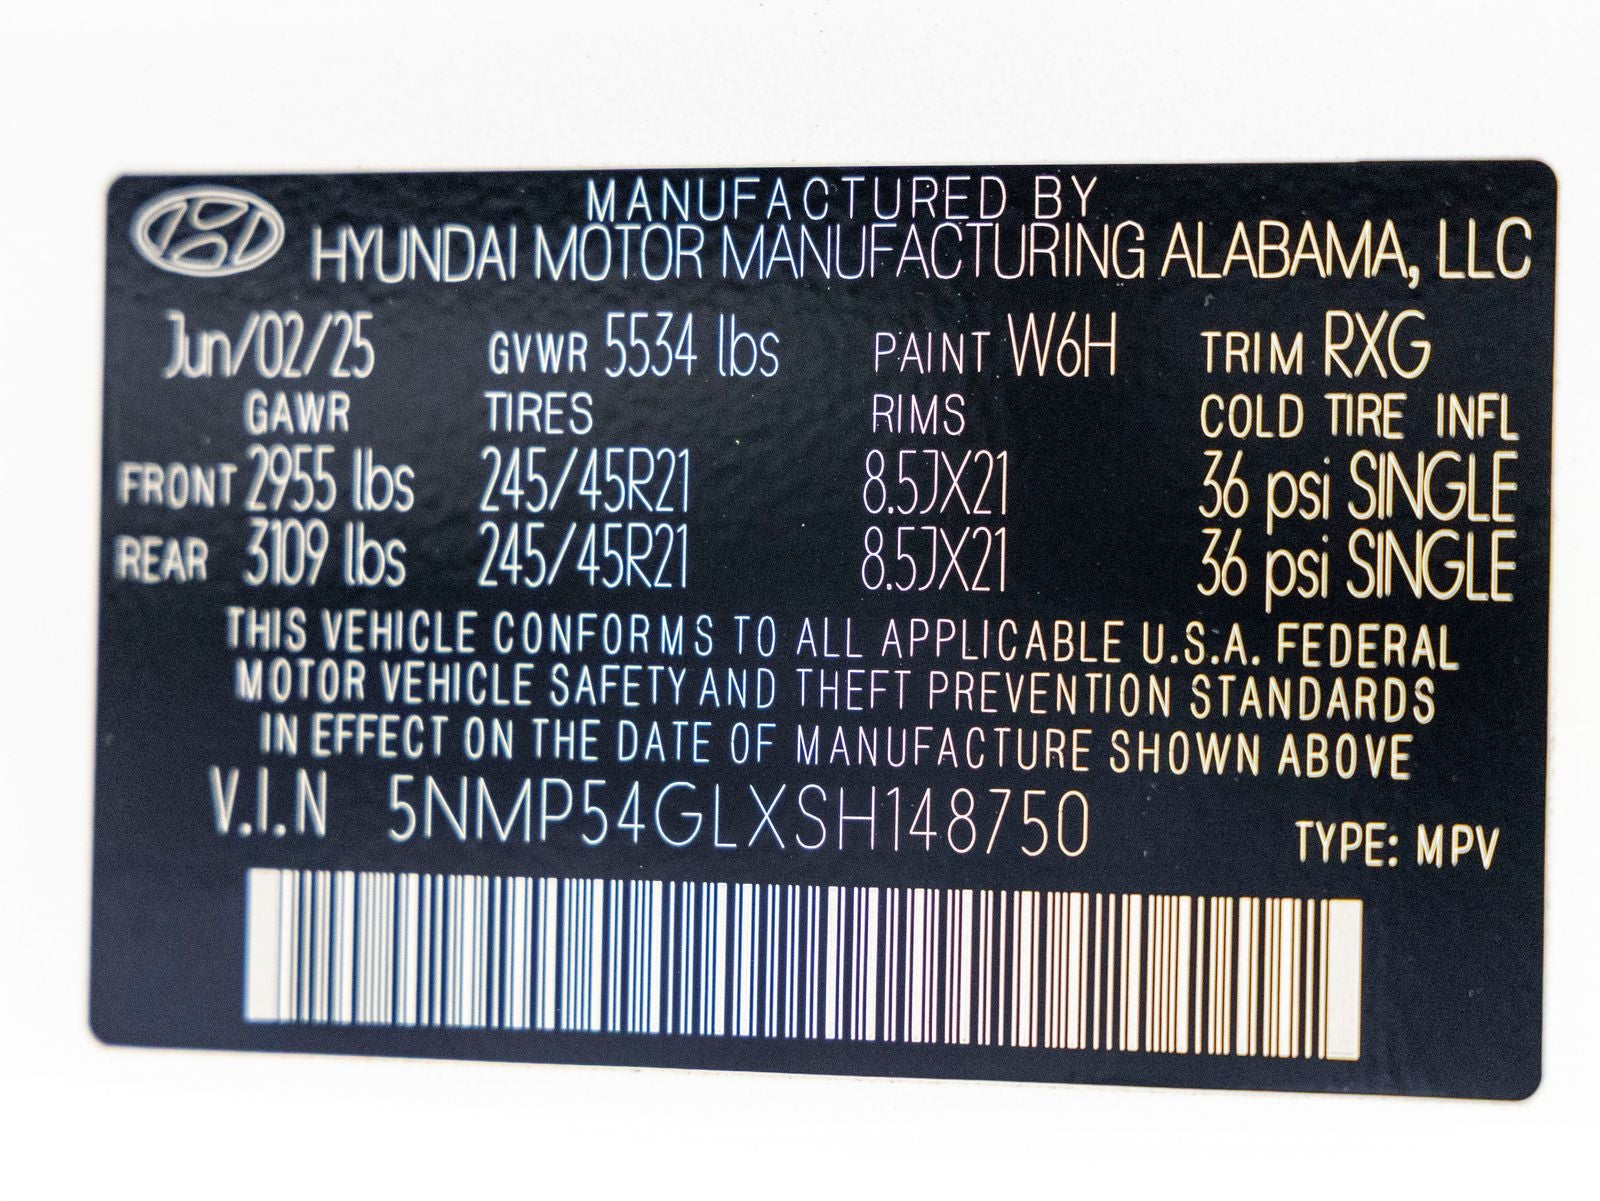 MANUFACTURED BY
HYUNDAI MOTOR MANUFACTURING ALABAMA, LLC
Jun/02/25 GVWR 5534 lbs PAINT W6H TRIM RXG
GAWR TIRES RIMS COLD TIRE INFL
FRONT 2955 lbs 245/45R21 8.5JX21 36 psi SINGLE
REAR 3109 lbs 245/45R21 8.5JX21 36 psi SINGLE
THIS VEHICLE CONFORMS TO ALL APPLICABLE U.S.A. FEDERAL
MOTOR VEHICLE SAFETY AND THEFT PREVENTION STANDARDS
IN EFFECT ON THE DATE OF MANUFACTURE SHOWN ABOVE
V.I.N 5NMP54GLXSH148750
TYPE: MPV